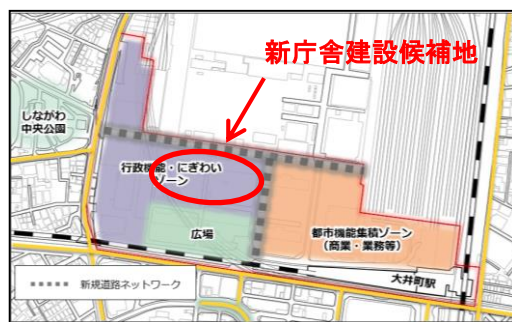 新庁舎建設候補地
しながわ
中央公園
行政機能・にぎわい
ゾーン
広場
都市機能集積ゾーン
(商業・業務等)
大井町駅
新規道路ネットワーク